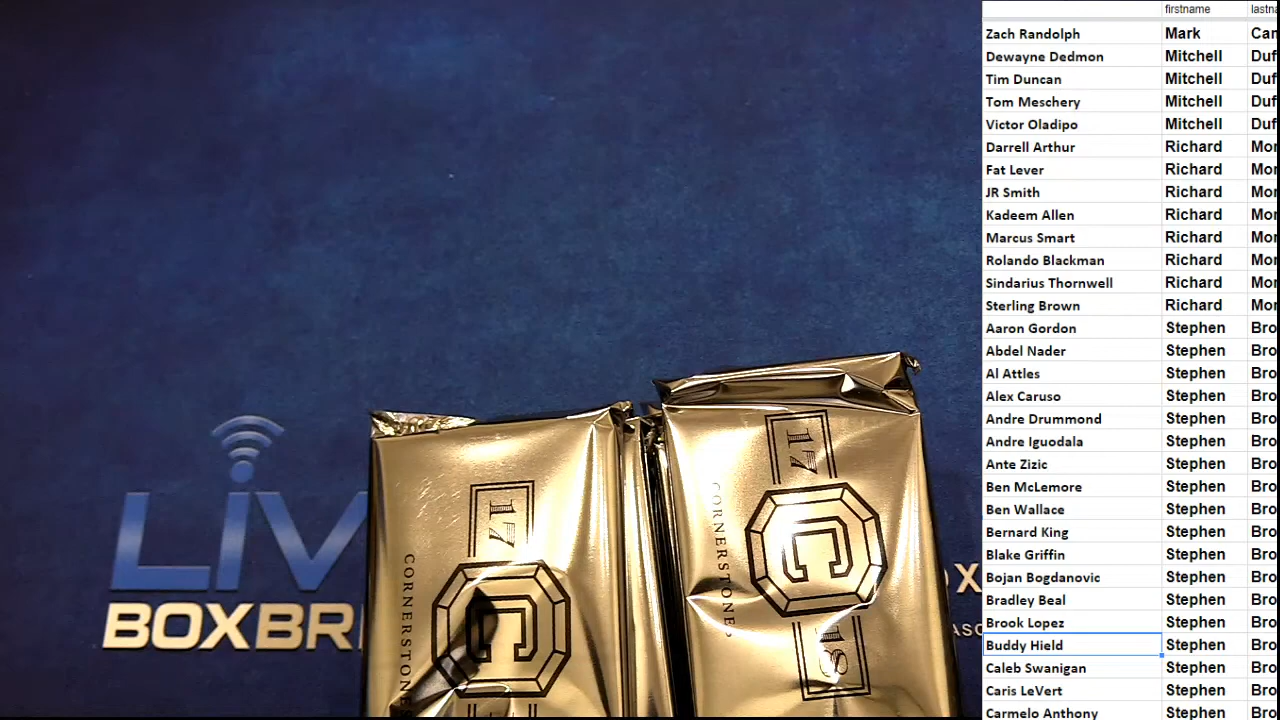 firstname
Zach Randolph Mark
Dewayne Dedmon Mitchell
Tim Duncan Mitchell
Tom Meschery Mitchell
Victor Oladipo Mitchell
Darrell Arthur Richard
Fat Lever Richard
JR Smith Richard
Kadeem Allen Richard
Marcus Smart Richard
Rolando Blackman Richard
Sindarius Thornwell Richard
Sterling Brown Richard
Aaron Gordon Stephen
Abdel Nader Stephen
Al Attles Stephen
Alex Caruso Stephen
Andre Drummond Stephen
Andre Iguodala Stephen
Ante Zizic Stephen
Ben McLemore Stephen
Ben Wallace Stephen
Bernard King Stephen
Blake Griffin Stephen
Bojan Bogdanovic Stephen
Bradley Beal Stephen
Brook Lopez Stephen
Buddy Hield Stephen
Caleb Swanigan Stephen
Caris LeVert Stephen
Carmelo Anthony Stephen
17
C
CORNERSTONES
17
C
CORNERSTONES
18